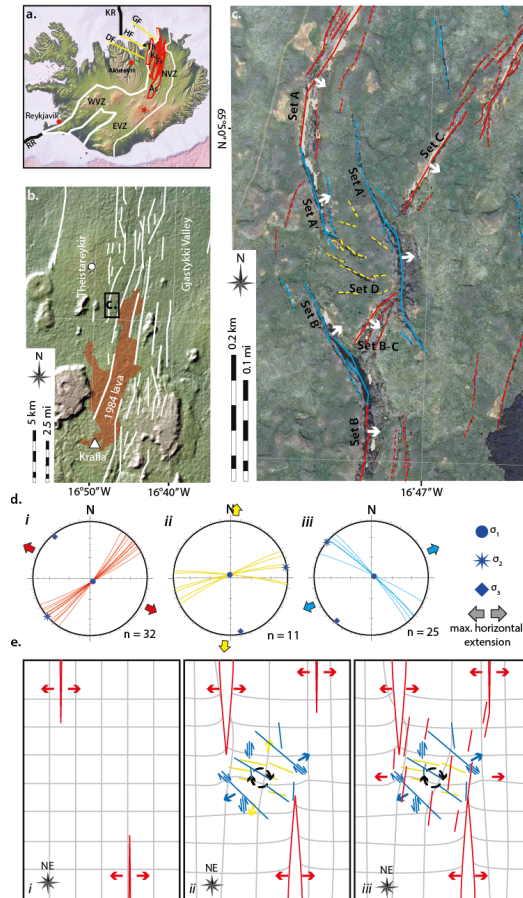 a.
KR
GF
HF
DF
Akureyri
NVZ
WVZ
As
Reykjavik
EVZ
RR
b.
Theistareykir
Gjastykki Valley
C.
N
1984 lava
Krafla
5 km
2.5 mi
16°50"W
16°40"W
c.
65°50'N
Set A
Set C
Set A'
Set A'
Set D
Set B'
Set B-C
Set B
N
0.2 km
0.1 mi
16°47"W
d.
i
N
n = 32
ii
N
n = 11
iii
N
n = 25
σ1
σ2
σ3
max. horizontal
extension
e.
NE
i
NE
ii
NE
iii